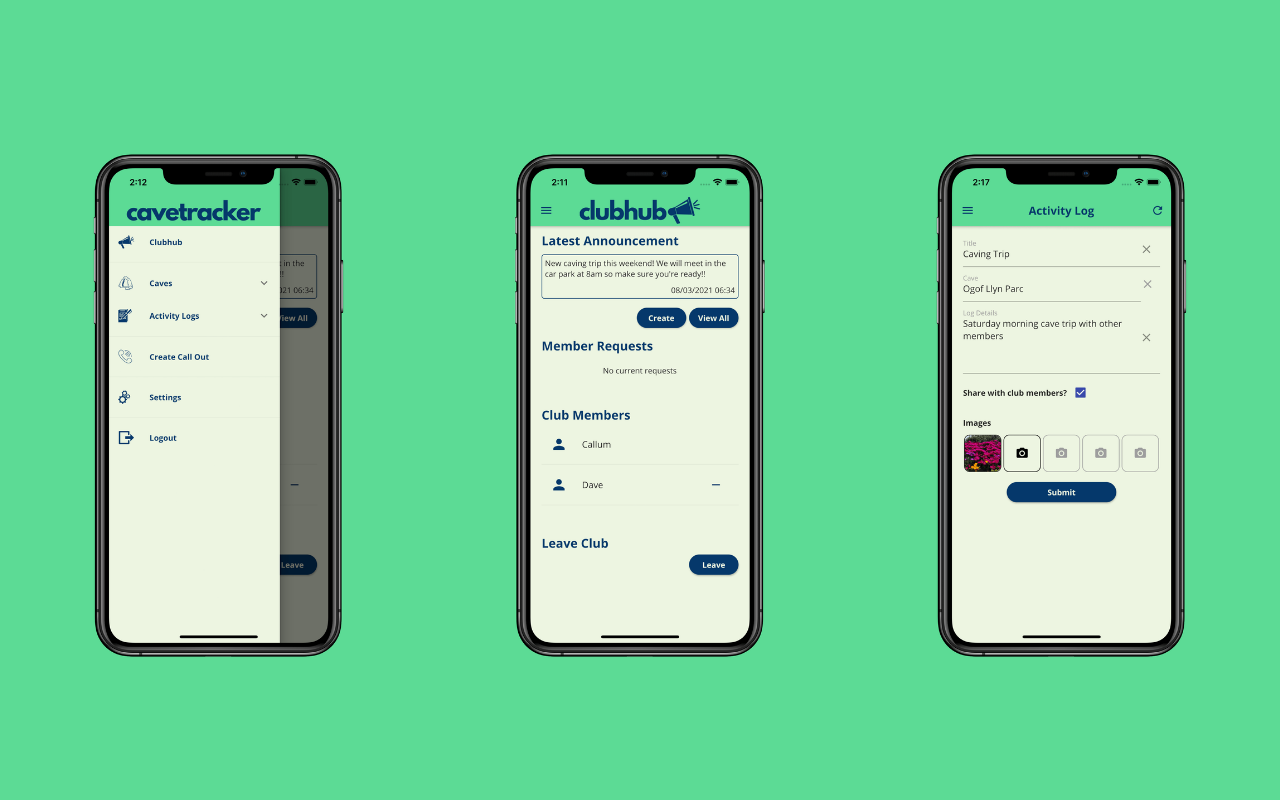 2:12
cavetracker
Clubhub
Caves
Activity Logs
Create Call Out
Settings
Logout
in the
!!
021 06:34
View All
Leave
2:11
clubhub
Latest Announcement
New caving trip this weekend! We will meet in the
car park at 8am so make sure you're ready!!
08/03/2021 06:34
Create
View All
Member Requests
No current requests
Club Members
Callum
Dave
Leave Club
Leave
2:17
Activity Log
Title
Caving Trip
Cave
Ogof Llyn Parc
Log Details
Saturday morning cave trip with other
members
Share with club members?
Images
Submit